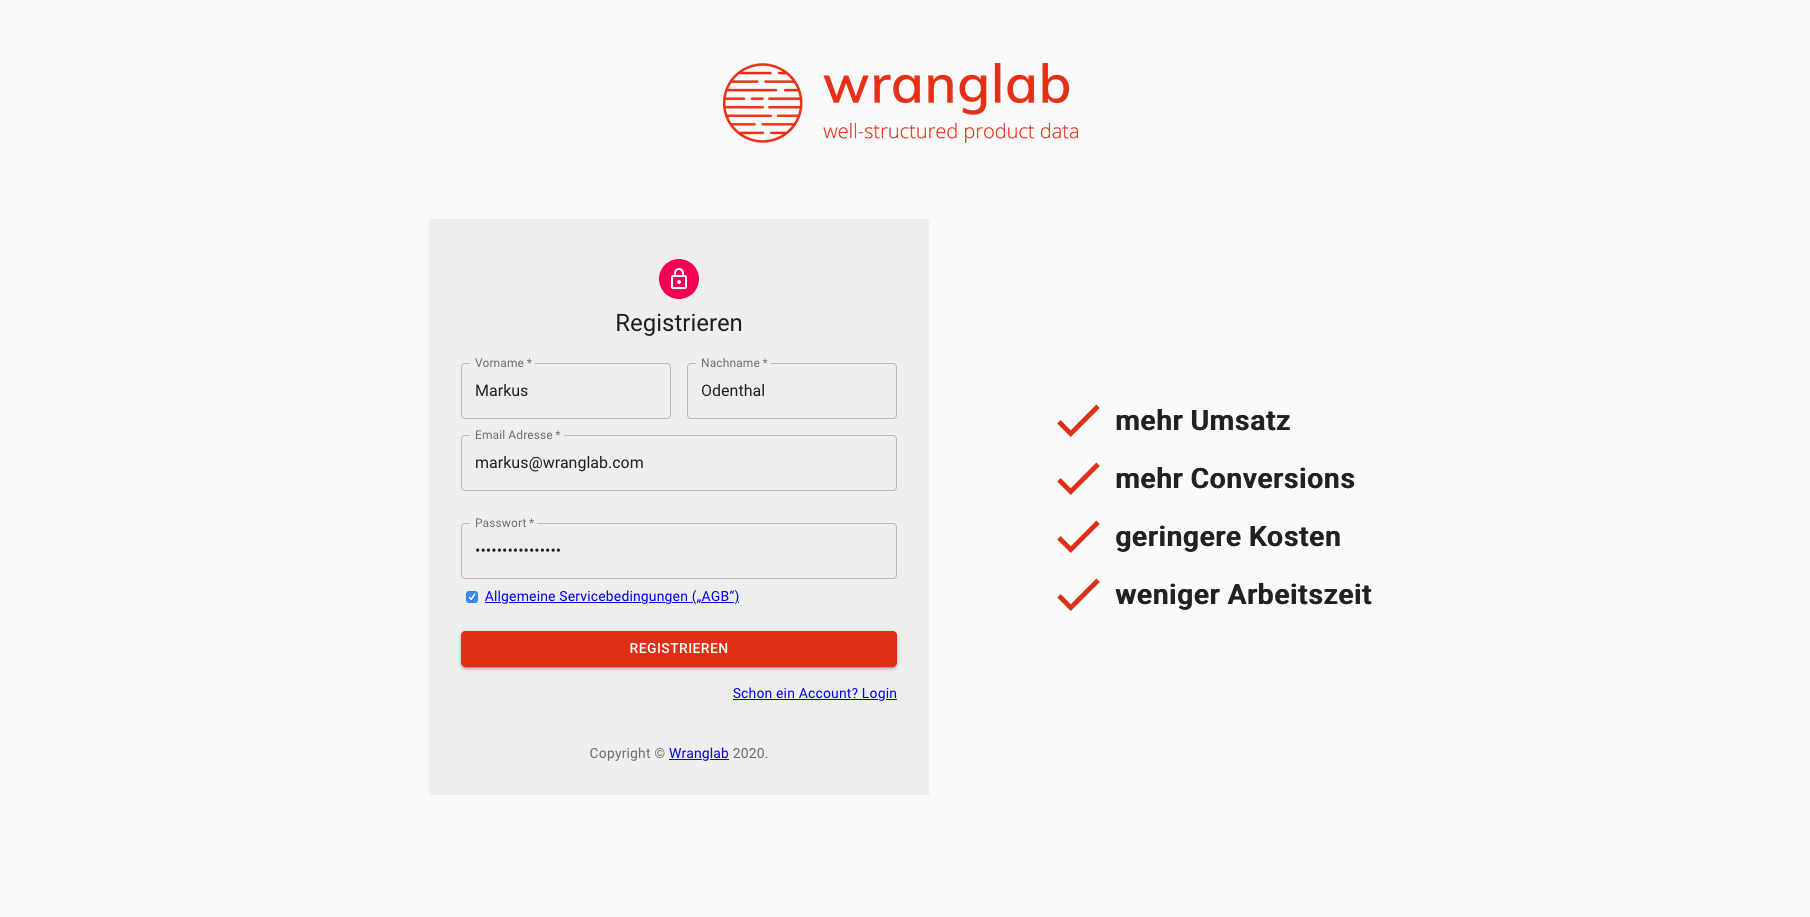 wranglab
well-structured product data
Registrieren
Vorname *
Markus
Nachname *
Odenthal
Email Adresse *
markus@wranglab.com
Passwort *
••••••••••••••••
Allgemeine Servicebedingungen („AGB“)
REGISTRIEREN
Schon ein Account? Login
Copyright © Wranglab 2020.
mehr Umsatz
mehr Conversions
geringere Kosten
weniger Arbeitszeit